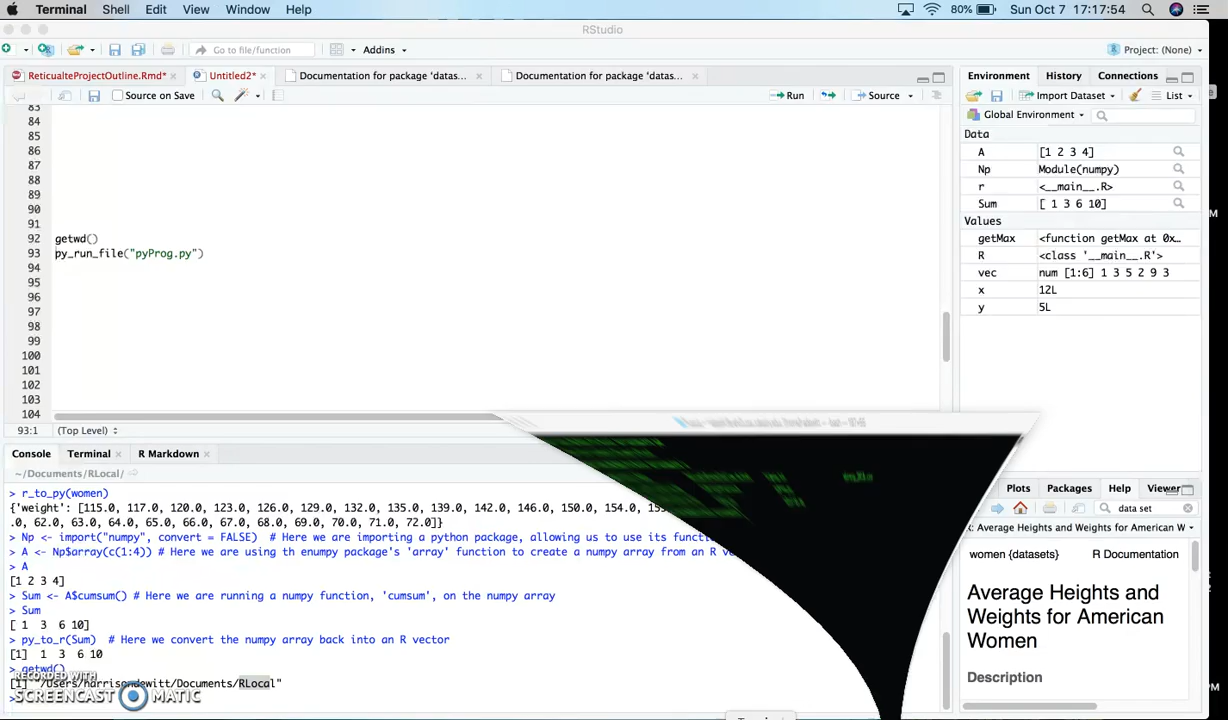 Terminal Shell Edit View Window Help 80% Sun Oct 7 17:17:54
RStudio
Go to file/function Addins Project: (None)
ReticualteProjectOutline.Rmd* Untitled2* Documentation for package 'datas... Documentation for package 'datas...
Source on Save Run Source
83
84
85
86
87
88
89
90
91
92 getwd()
93 py_run_file("pyProg.py")
94
95
96
97
98
99
100
101
102
103
104
93:1 (Top Level)
Environment History Connections
Import Dataset List
Global Environment
Data
A [1 2 3 4]
Np Module(numpy)
r <__main__.R>
Sum [ 1 3 6 10]
Values
getMax <function getMax at 0x…
R <class '__main__.R'>
vec num [1:6] 1 3 5 2 9 3
x 12L
y 5L
Console Terminal R Markdown
~/Documents/RLocal/
> r_to_py(women)
{'weight': [115.0, 117.0, 120.0, 123.0, 126.0, 129.0, 132.0, 135.0, 139.0, 142.0, 146.0, 150.0, 154.0,
.0, 62.0, 63.0, 64.0, 65.0, 66.0, 67.0, 68.0, 69.0, 70.0, 71.0, 72.0]}
> Np <- import("numpy", convert = FALSE) # Here we are importing a python package, allowing us to use its
> A <- Np$array(c(1:4)) # Here we are using th enumpy package's 'array' function to create a numpy array from an R
> A
[1 2 3 4]
> Sum <- A$cumsum() # Here we are running a numpy function, 'cumsum', on the numpy array
> Sum
[ 1 3 6 10]
> py_to_r(Sum) # Here we convert the numpy array back into an R vector
[1] 1 3 6 10
> getwd()
[1] "/Users/harrisondewitt/Documents/RLocal"
>
RECORDED WITH
SCREENCAST MATIC
Plots Packages Help Viewer
data set
R: Average Heights and Weights for American W
women {datasets} R Documentation
Average Heights and
Weights for American
Women
Description